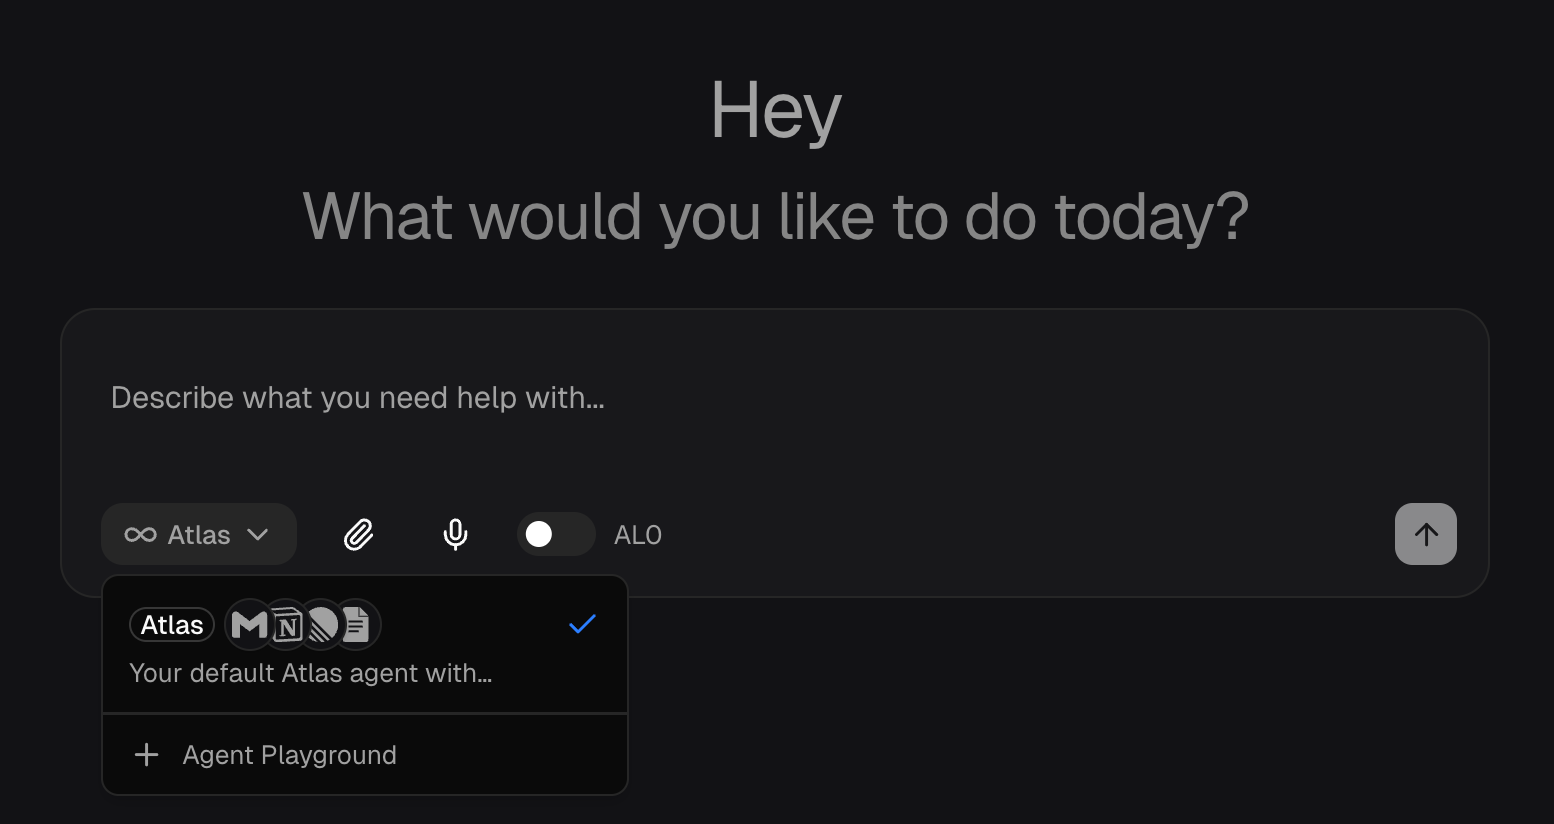 Hey
What would you like to do today?
Describe what you need help with...
Atlas
AL0
Atlas
Your default Atlas agent with...
Agent Playground